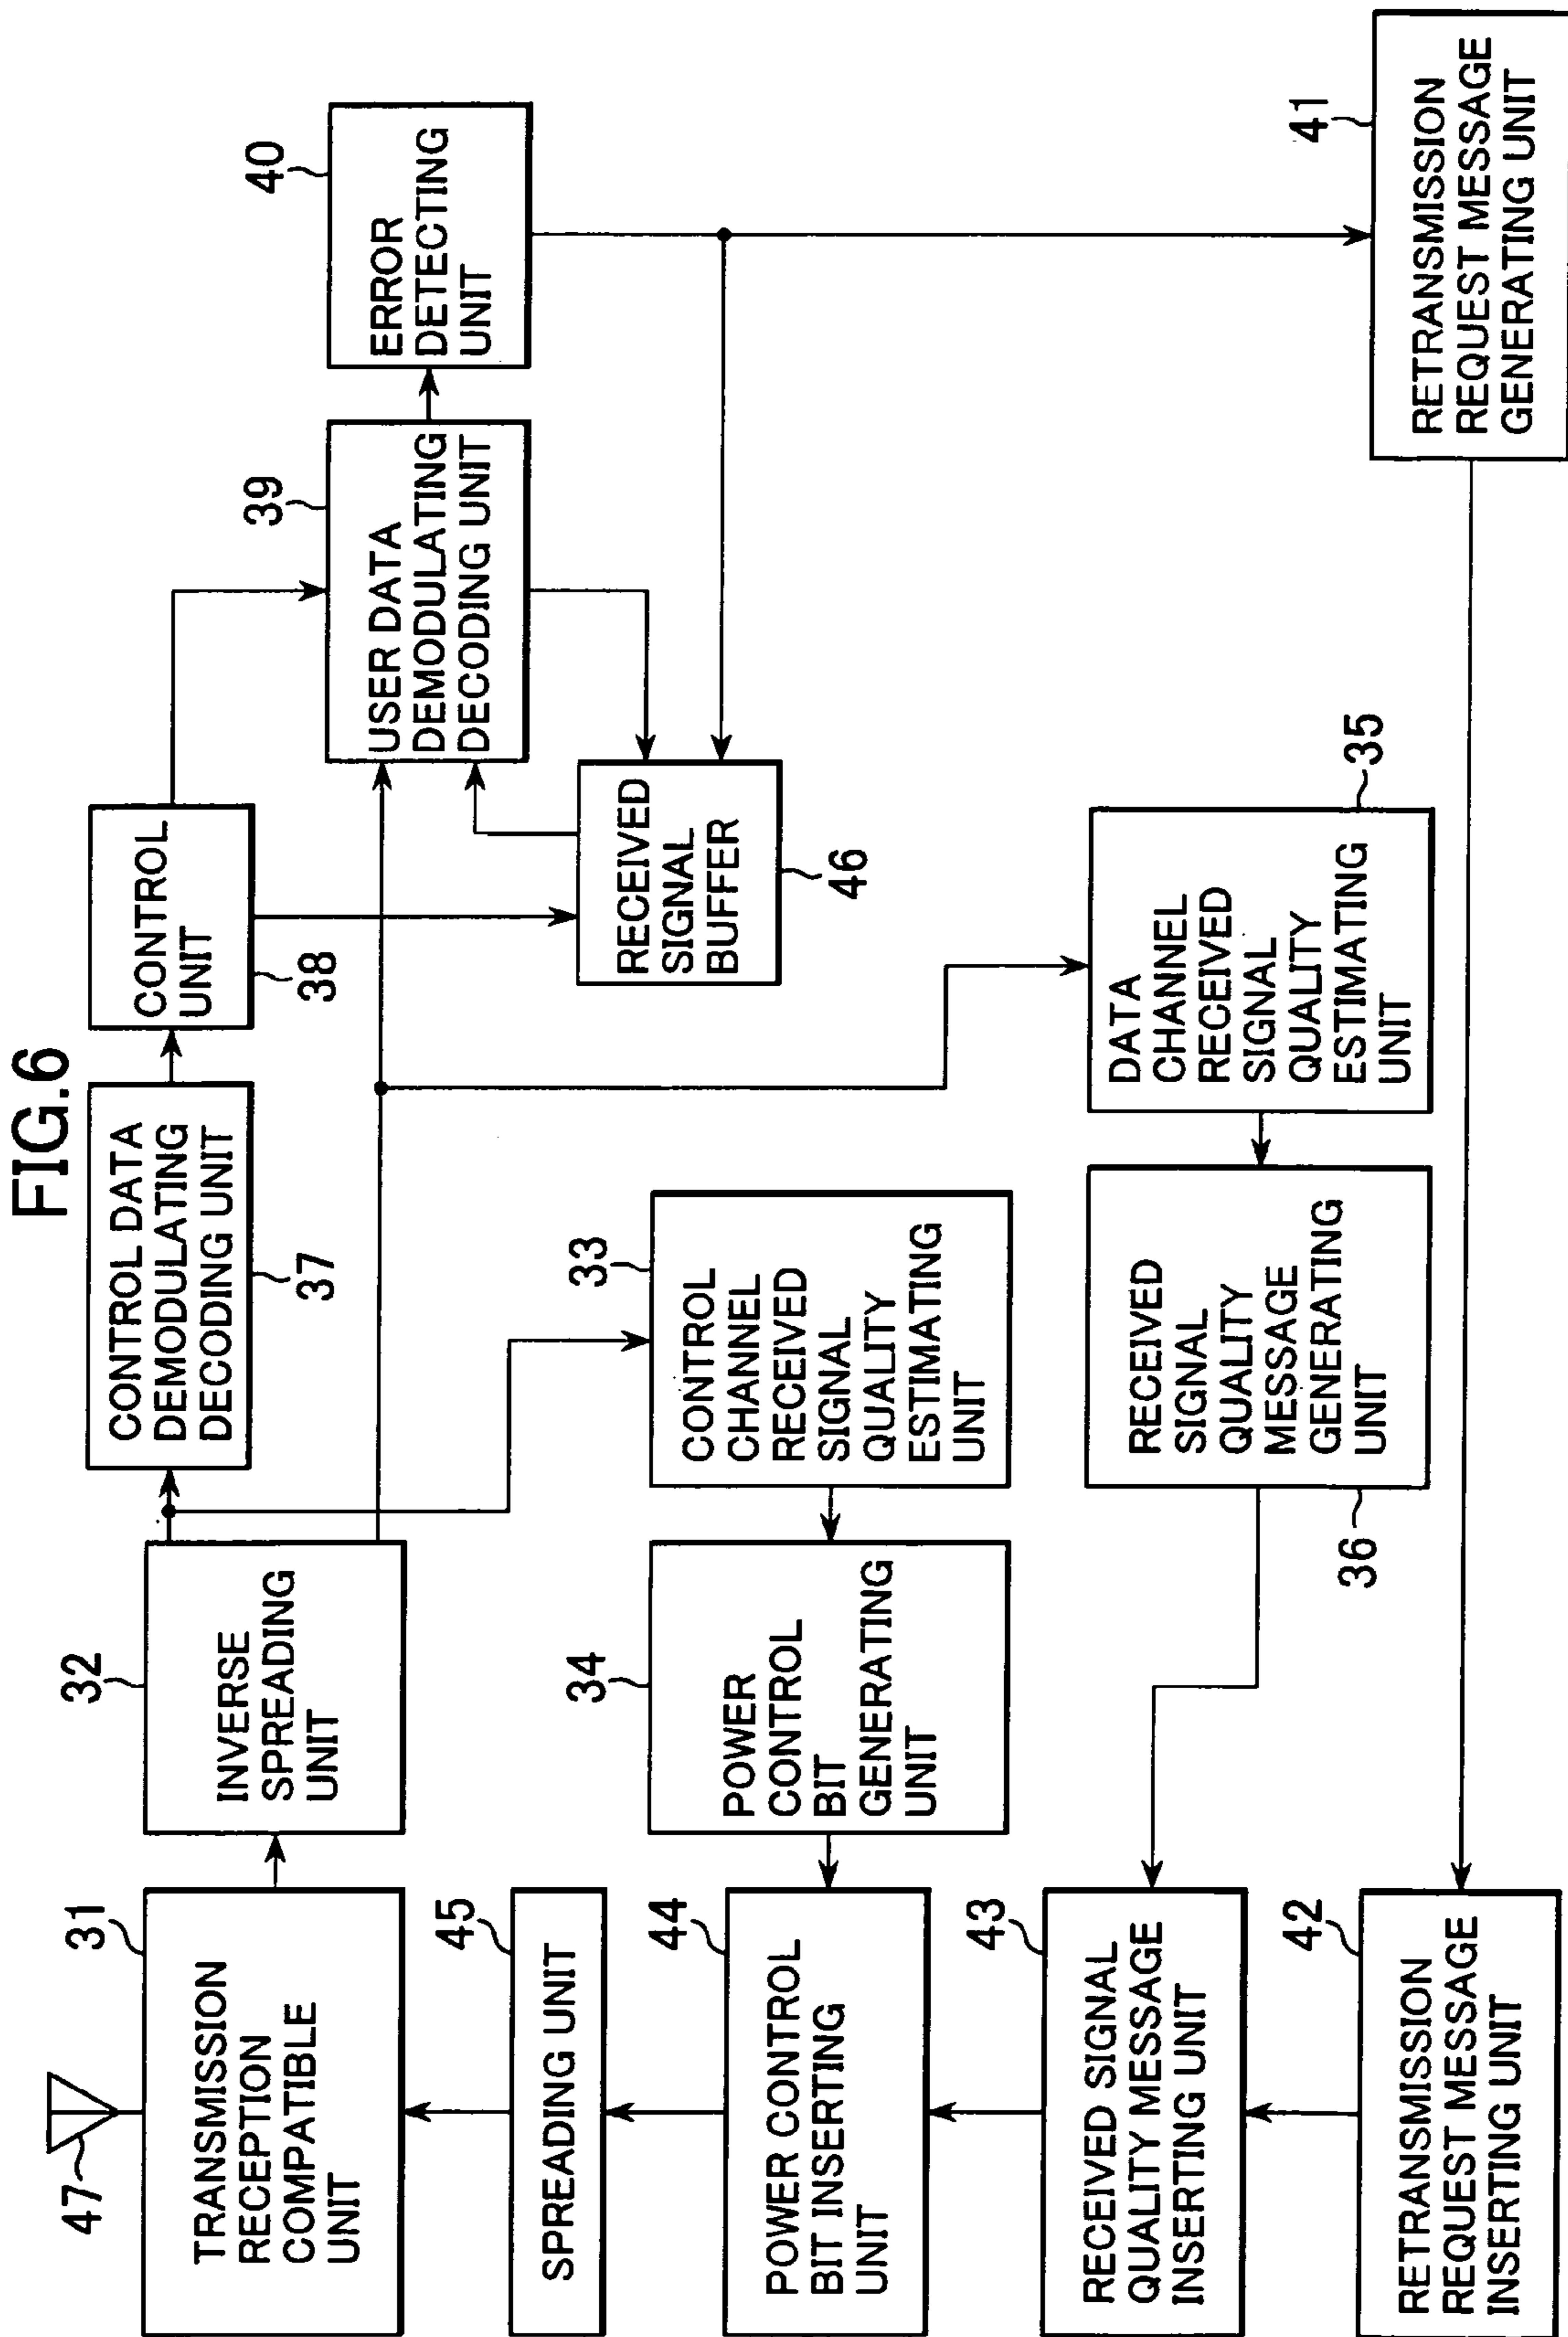 FIG.6
47
TRANSMISSION
RECEPTION
COMPATIBLE
UNIT
31
INVERSE
SPREADING
UNIT
32
CONTROL DATA
DEMODULATING
DECODING UNIT
37
CONTROL
UNIT
38
USER DATA
DEMODULATING
DECODING UNIT
39
ERROR
DETECTING
UNIT
40
SPREADING UNIT
45
POWER CONTROL
BIT INSERTING
UNIT
44
POWER
CONTROL
BIT
GENERATING
UNIT
34
CONTROL
CHANNEL
RECEIVED
SIGNAL
QUALITY
ESTIMATING
UNIT
33
RECEIVED
SIGNAL
BUFFER
46
RECEIVED SIGNAL
QUALITY MESSAGE
INSERTING UNIT
43
RECEIVED
SIGNAL
QUALITY
MESSAGE
GENERATING
UNIT
36
DATA
CHANNEL
RECEIVED
SIGNAL
QUALITY
ESTIMATING
UNIT
35
RETRANSMISSION
REQUEST MESSAGE
INSERTING UNIT
42
RETRANSMISSION
REQUEST MESSAGE
GENERATING UNIT
41